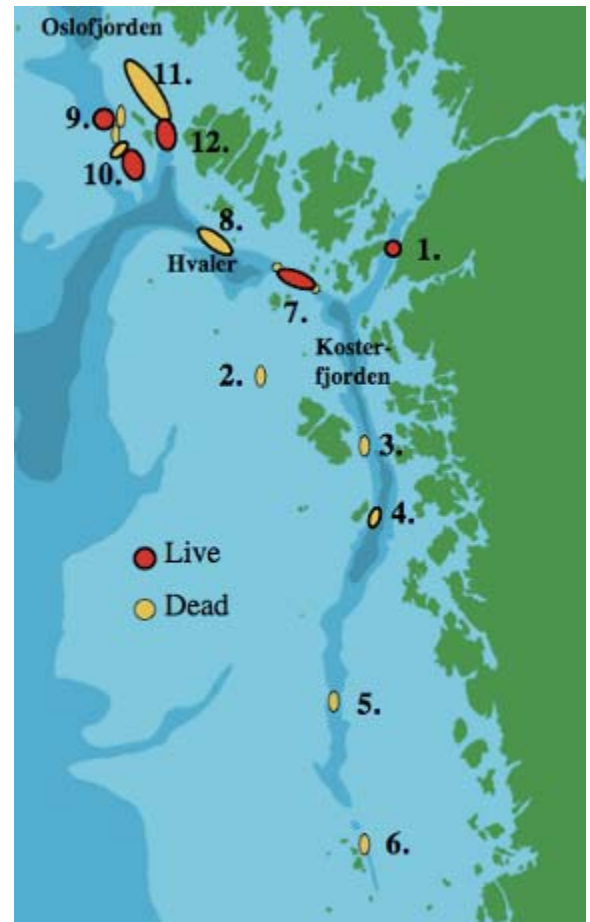 Oslofjorden
11.
9.
12.
10.
8.
Hvaler
1.
7.
Koster-
fjorden
2.
3.
4.
Live
Dead
5.
6.